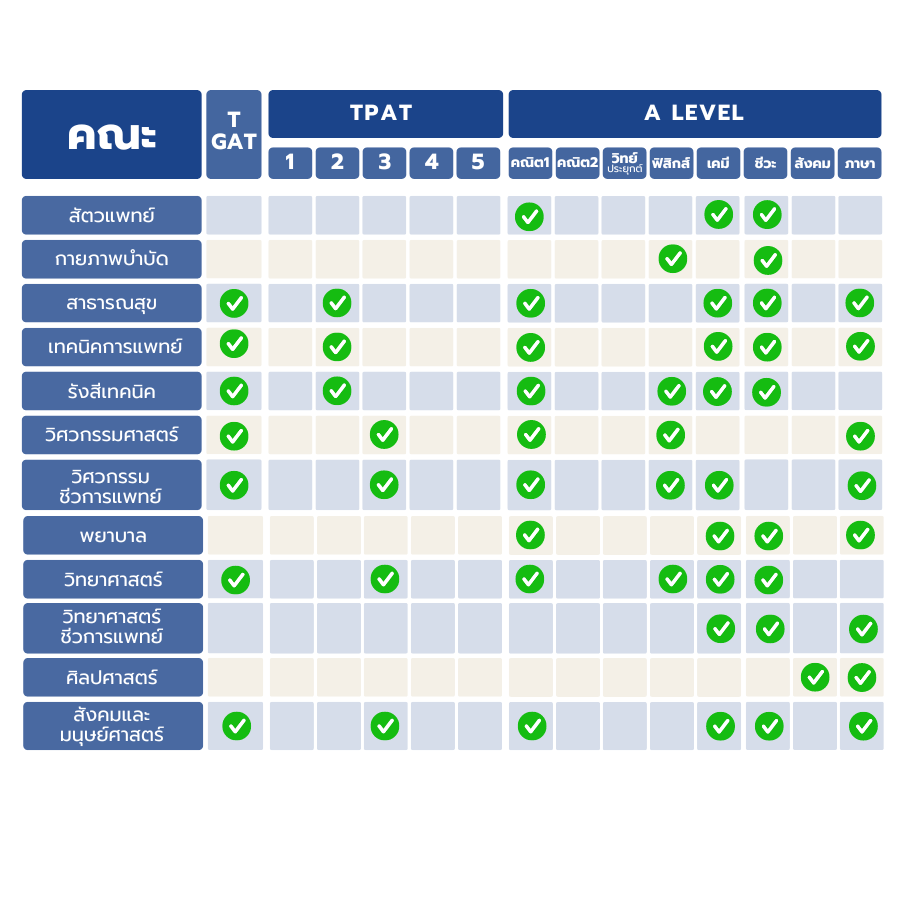 คณะ
T
GAT
TPAT
A LEVEL
1
2
3
4
5
คณิต1
คณิต2
วิทย์
ประยุกต์
ฟิสิกส์
เคมี
ชีวะ
สังคม
ภาษา
สัตวแพทย์
กายภาพบำบัด
สาธารณสุข
เทคนิคการแพทย์
รังสีเทคนิค
วิศวกรรมศาสตร์
วิศวกรรม
ชีวการแพทย์
พยาบาล
วิทยาศาสตร์
วิทยาศาสตร์
ชีวการแพทย์
ศิลปศาสตร์
สังคมและ
มนุษย์ศาสตร์